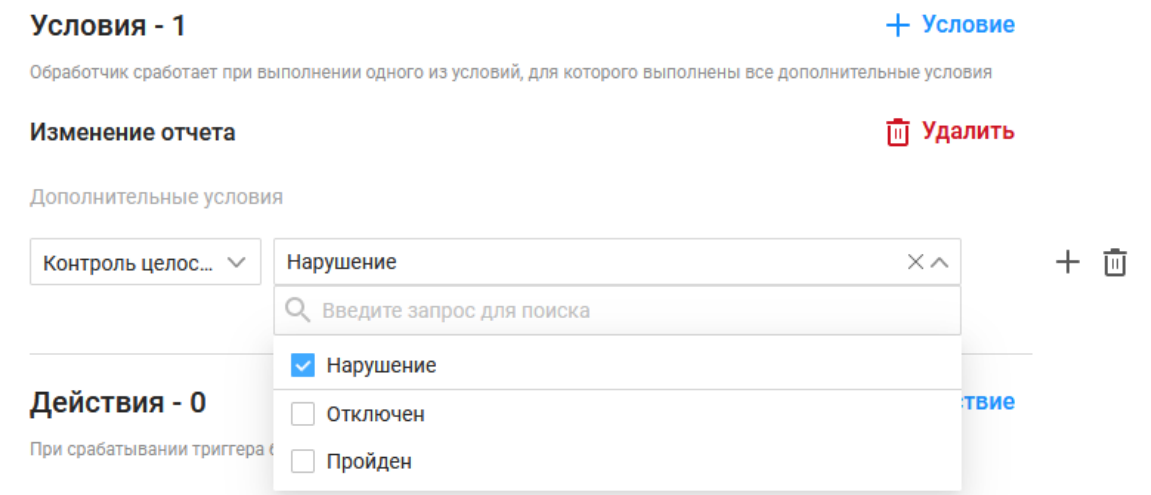 Условия - 1
+ Условие
Обработчик сработает при выполнении одного из условий, для которого выполнены все дополнительные условия
Изменение отчета
Удалить
Дополнительные условия
Контроль целос...
Нарушение
Введите запрос для поиска
Нарушение
Действия - 0
твие
Отключен
При срабатывании триггера
Пройден